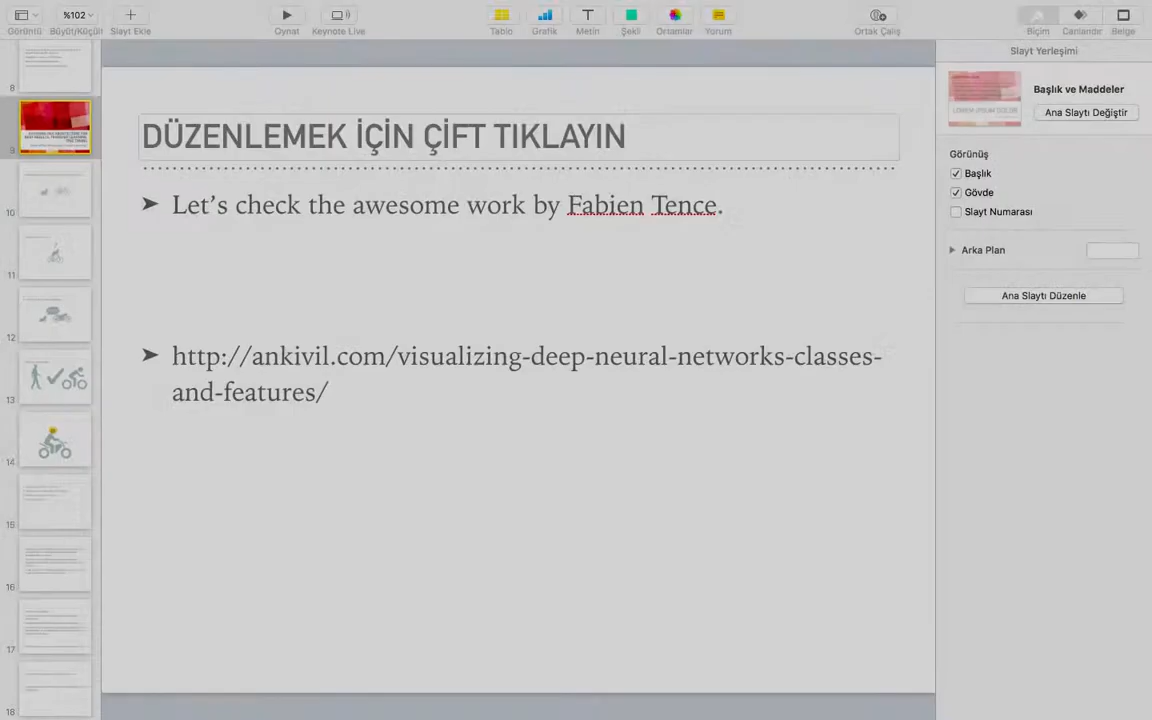 %102
Görüntü
Büyüt/Küçült
Slayt Ekle
Oynat
Keynote Live
Tablo
Grafik
Metin
Şekil
Ortamlar
Yorum
Ortak Çalış
Biçim
Canlandır
Belge
8
9
10
11
12
13
14
15
16
17
18
DÜZENLEMEK İÇİN ÇİFT TIKLAYIN
➤ Let's check the awesome work by Fabien Tence.
➤ http://ankivil.com/visualizing-deep-neural-networks-classes-
and-features/
Slayt Yerleşimi
Başlık ve Maddeler
Ana Slaytı Değiştir
Görünüş
Başlık
Gövde
Slayt Numarası
Arka Plan
Ana Slaytı Düzenle